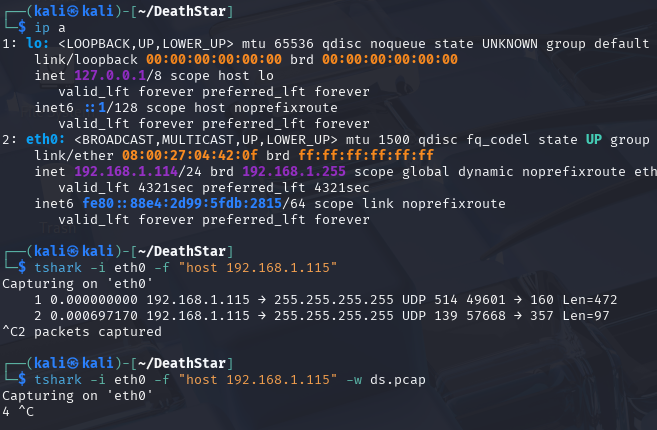 ┌──(kali㉿kali)-[~/DeathStar]
└─$ ip a
1: lo: <LOOPBACK,UP,LOWER_UP> mtu 65536 qdisc noqueue state UNKNOWN group default
    link/loopback 00:00:00:00:00:00 brd 00:00:00:00:00:00
    inet 127.0.0.1/8 scope host lo
       valid_lft forever preferred_lft forever
    inet6 ::1/128 scope host noprefixroute
       valid_lft forever preferred_lft forever
2: eth0: <BROADCAST,MULTICAST,UP,LOWER_UP> mtu 1500 qdisc fq_codel state UP group
    link/ether 08:00:27:04:42:0f brd ff:ff:ff:ff:ff:ff
    inet 192.168.1.114/24 brd 192.168.1.255 scope global dynamic noprefixroute eth
       valid_lft 4321sec preferred_lft 4321sec
    inet6 fe80::88e4:2d99:5fdb:2815/64 scope link noprefixroute
       valid_lft forever preferred_lft forever
┌──(kali㉿kali)-[~/DeathStar]
└─$ tshark -i eth0 -f "host 192.168.1.115"
Capturing on 'eth0'
    1 0.000000000 192.168.1.115 → 255.255.255.255 UDP 514 49601 → 160 Len=472
    2 0.000697170 192.168.1.115 → 255.255.255.255 UDP 139 57668 → 357 Len=97
^C2 packets captured
┌──(kali㉿kali)-[~/DeathStar]
└─$ tshark -i eth0 -f "host 192.168.1.115" -w ds.pcap
Capturing on 'eth0'
4 ^C